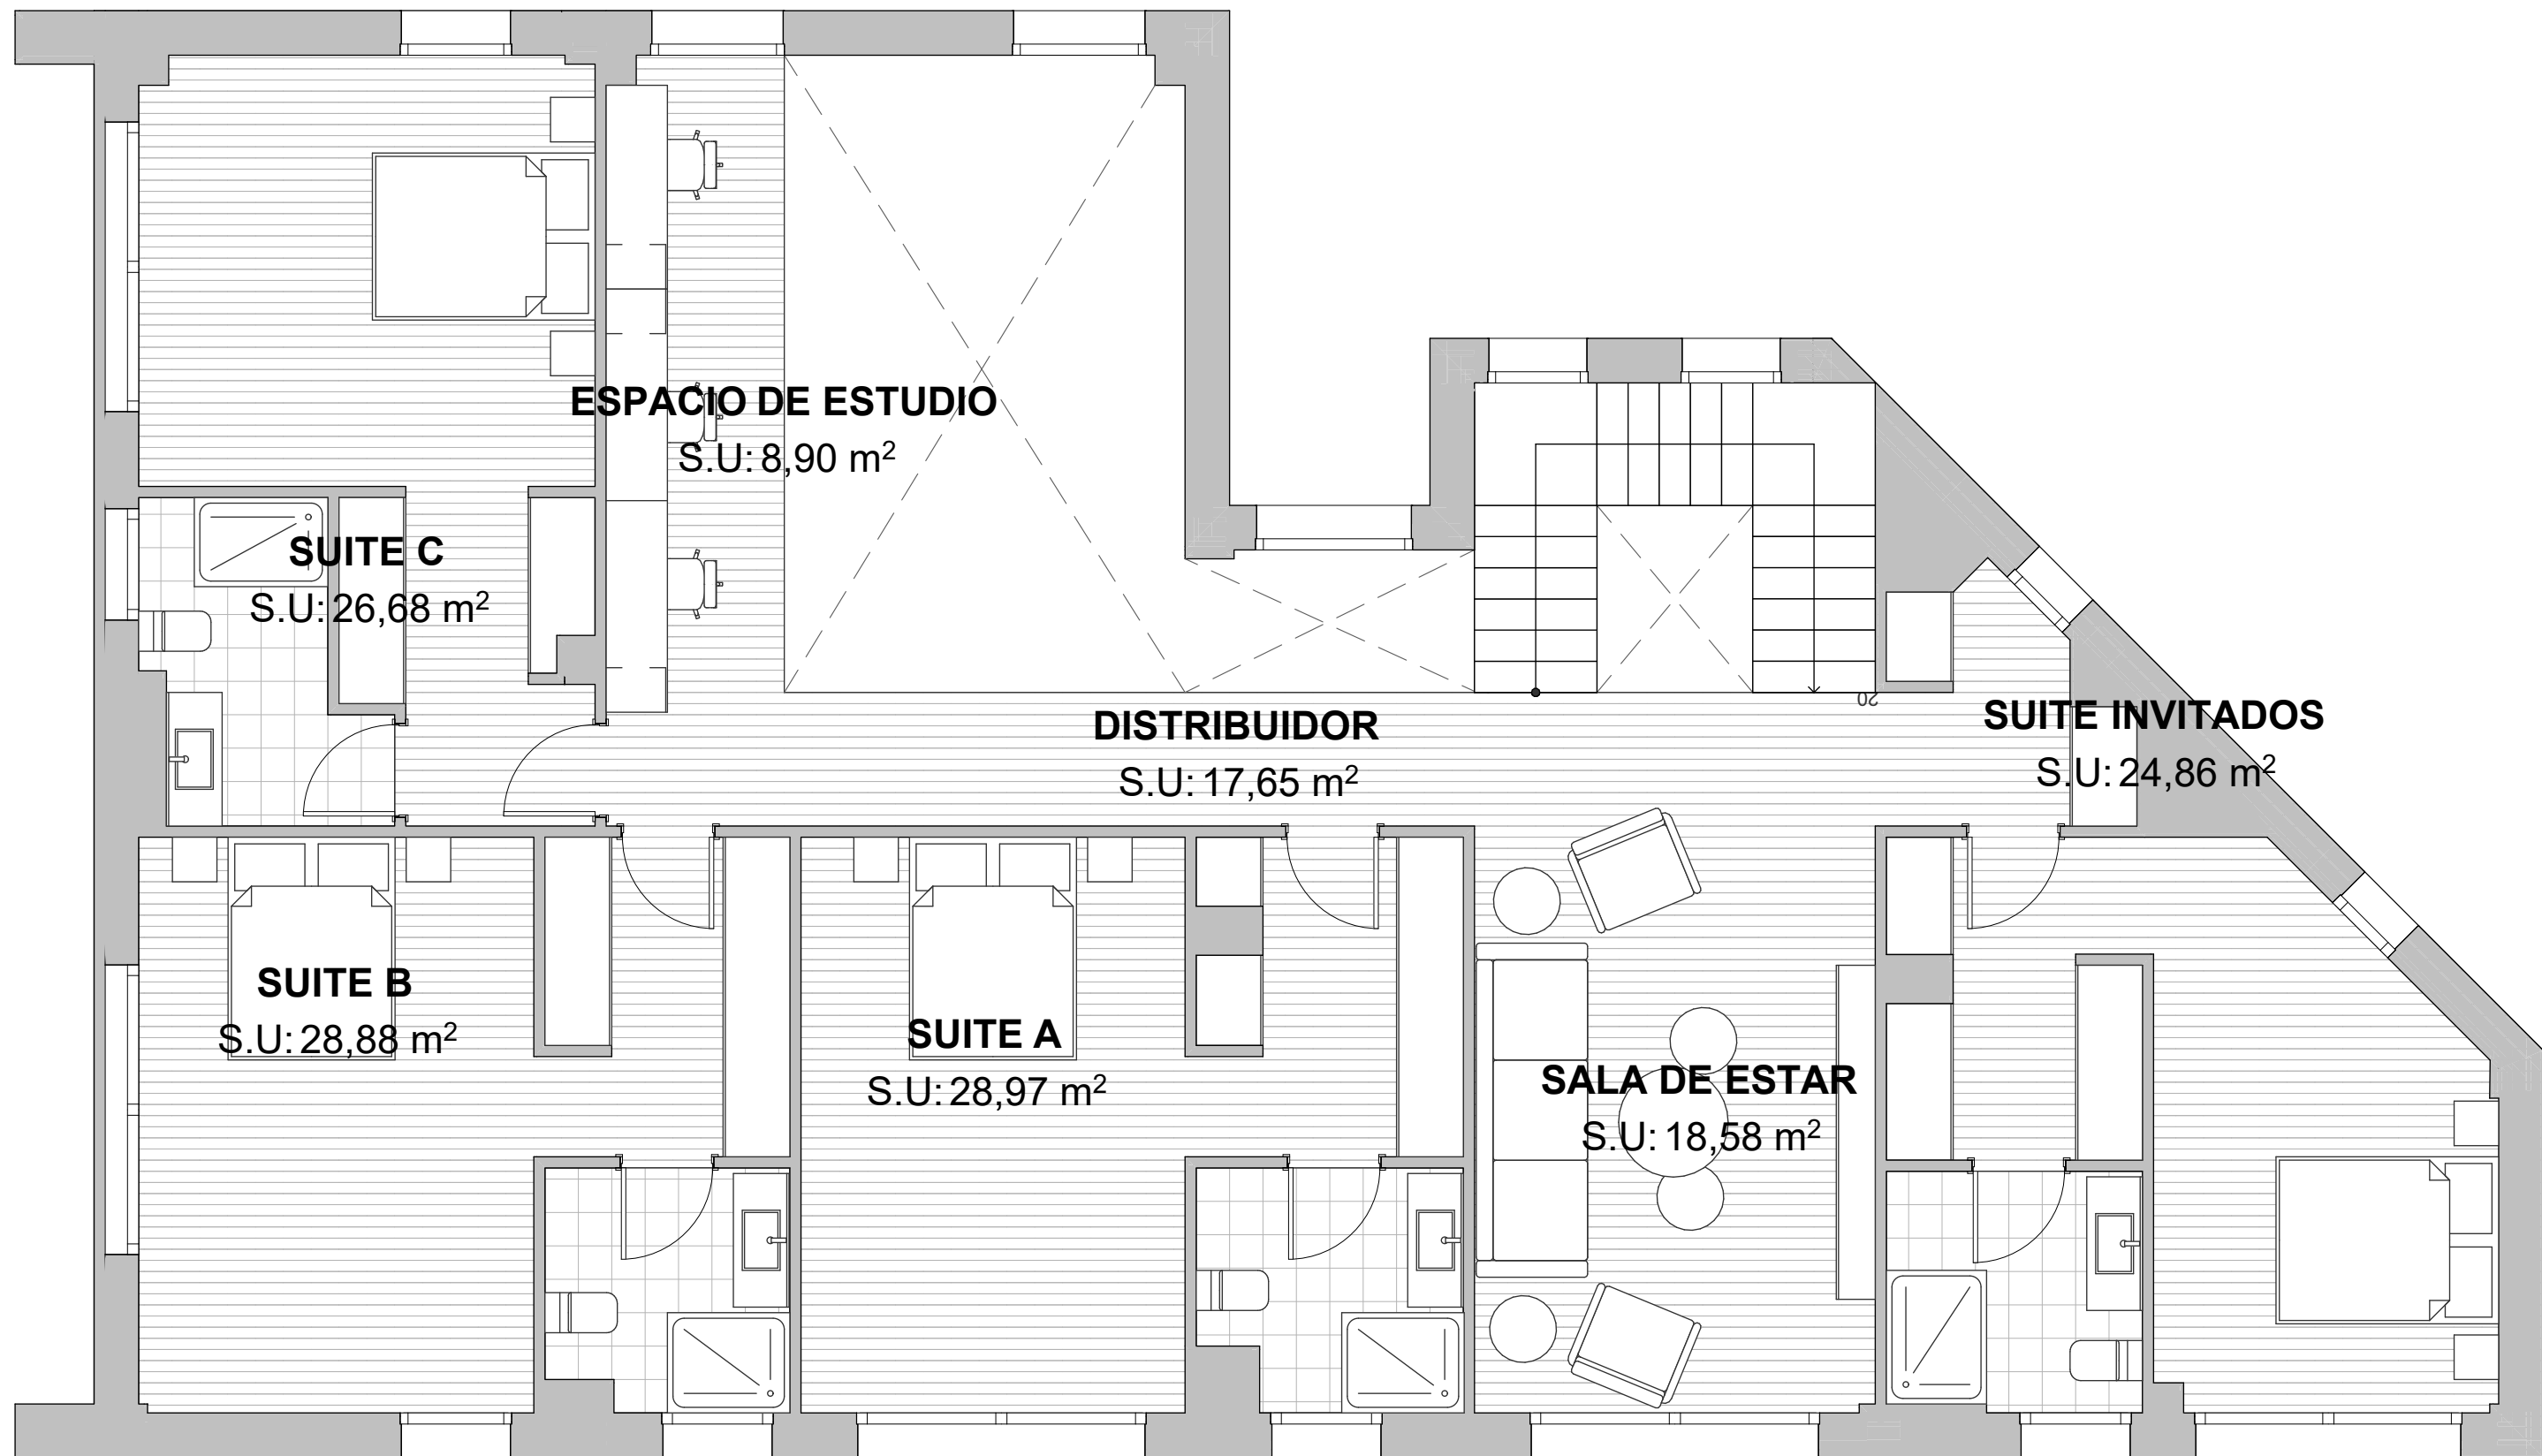 ESPACIO DE ESTUDIO
S.U: 8,90 m²
SUITE C
S.U: 26,68 m²
DISTRIBUIDOR
S.U: 17,65 m²
20
SUITE INVITADOS
S.U: 24,86 m²
SUITE B
S.U: 28,88 m²
SUITE A
S.U: 28,97 m²
SALA DE ESTAR
S.U: 18,58 m²